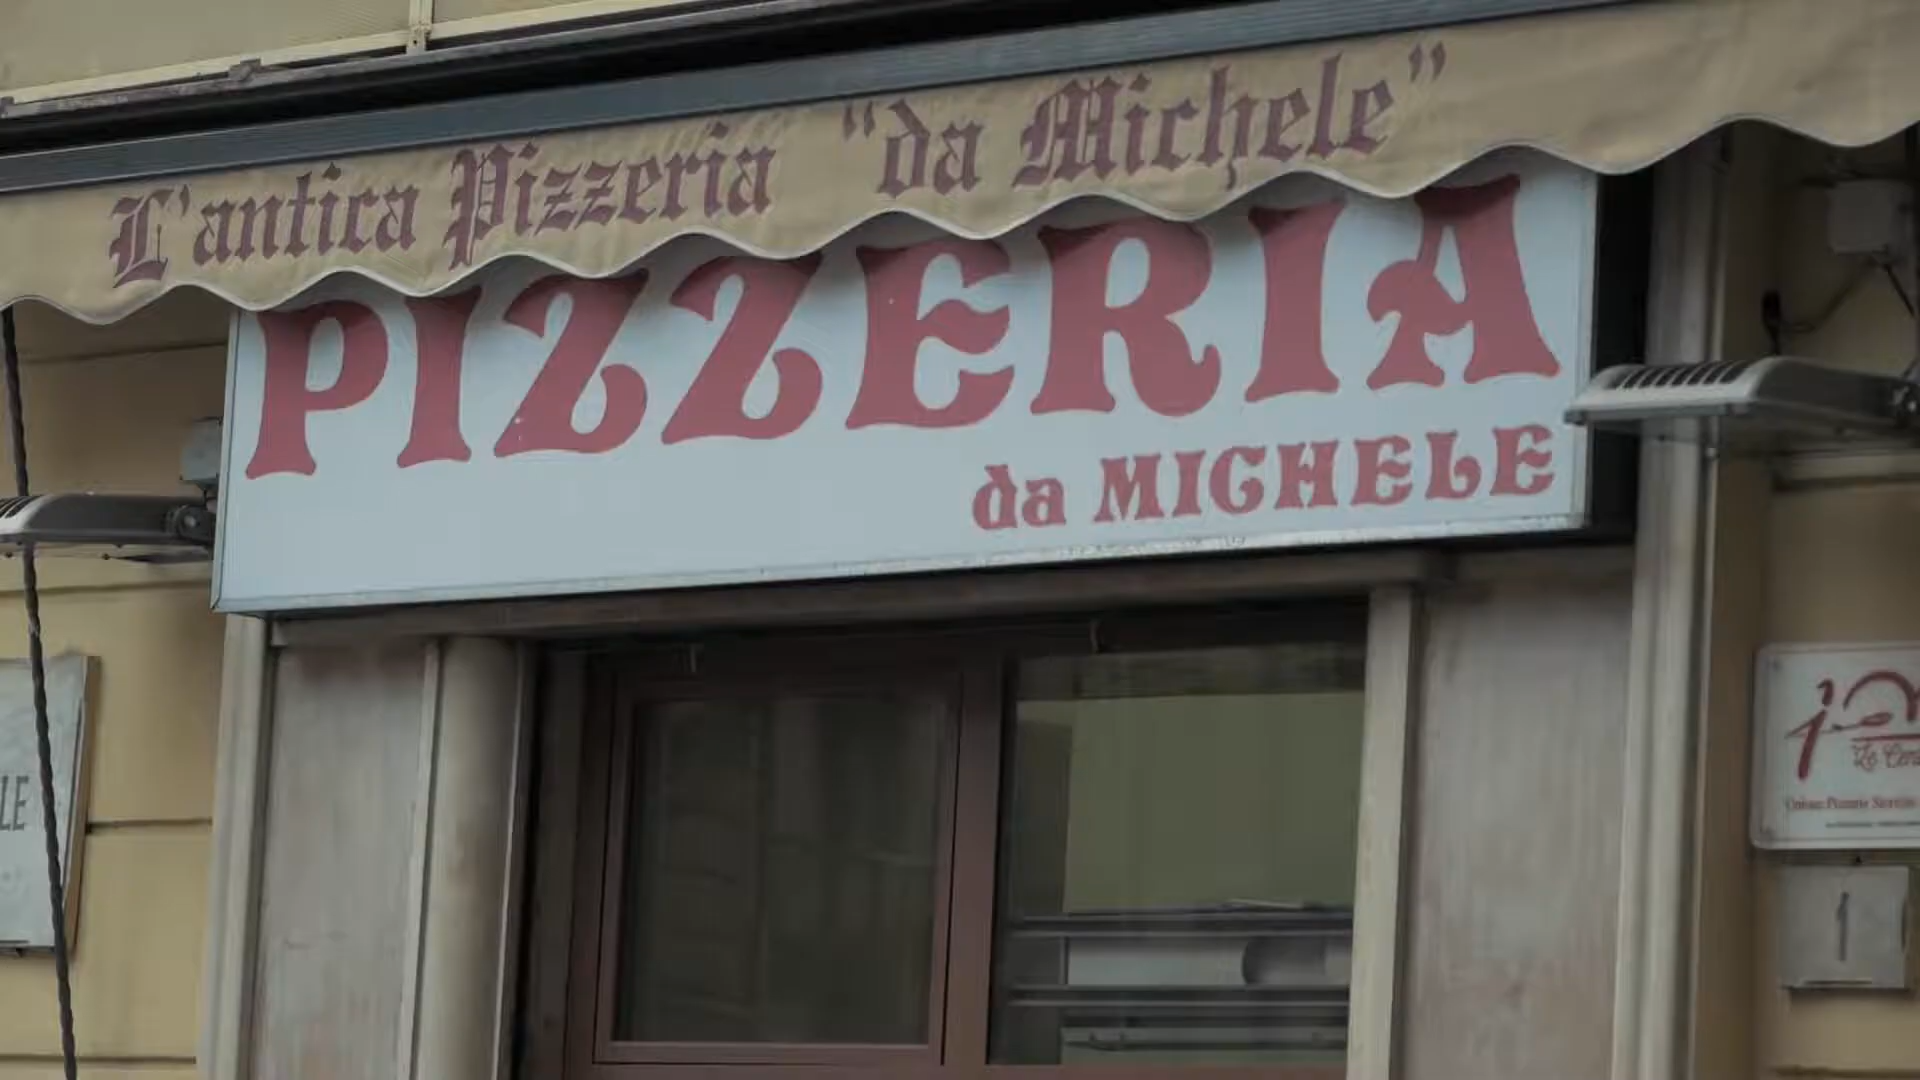 L'antica Pizzeria "da Michele"
PIZZERIA
da MICHELE
LE
1